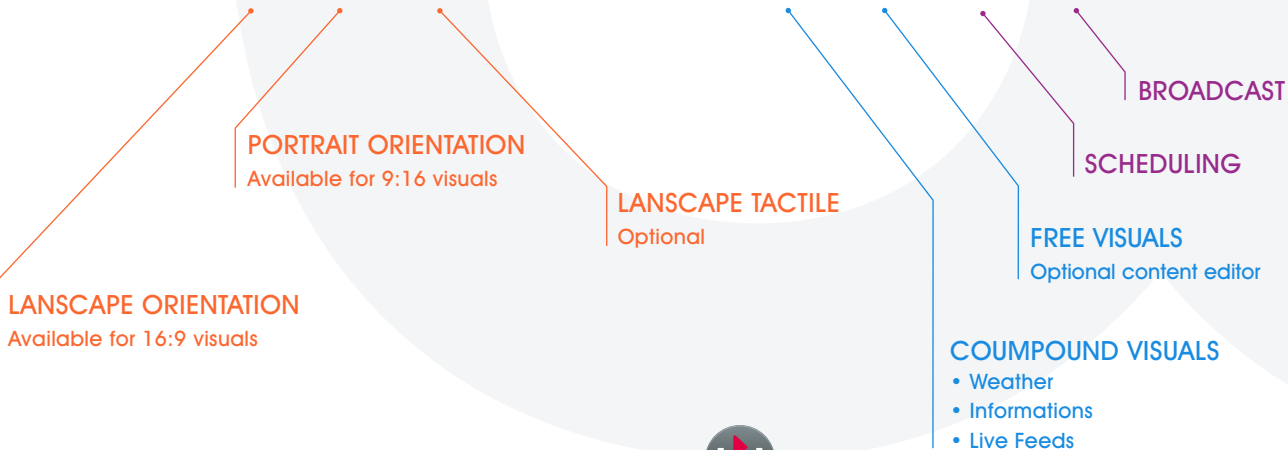 BROADCAST
PORTRAIT ORIENTATION
Available for 9:16 visuals
SCHEDULING
LANSCAPE TACTILE
Optional
FREE VISUALS
Optional content editor
LANSCAPE ORIENTATION
Available for 16:9 visuals
COUMPOUND VISUALS
• Weather
• Informations
• Live Feeds